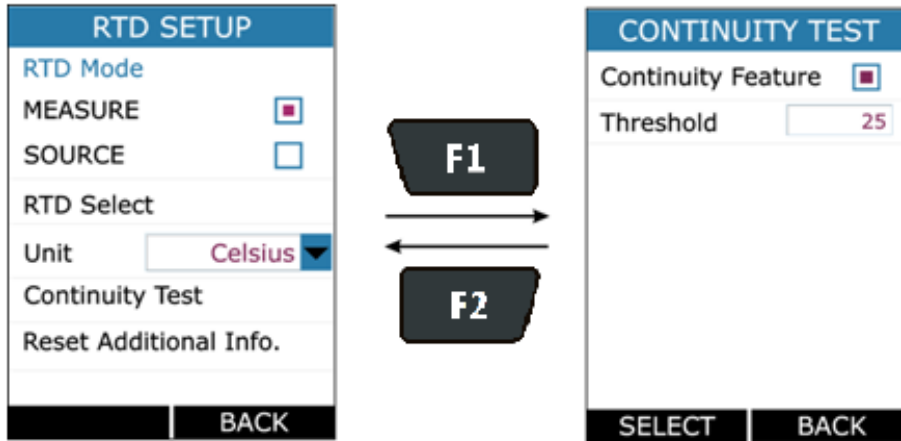 RTD SETUP
RTD Mode
MEASURE
SOURCE
RTD Select
Unit Celsius
Continuity Test
Reset Additional Info.
BACK
F1
F2
CONTINUITY TEST
Continuity Feature
Threshold 25
SELECT BACK